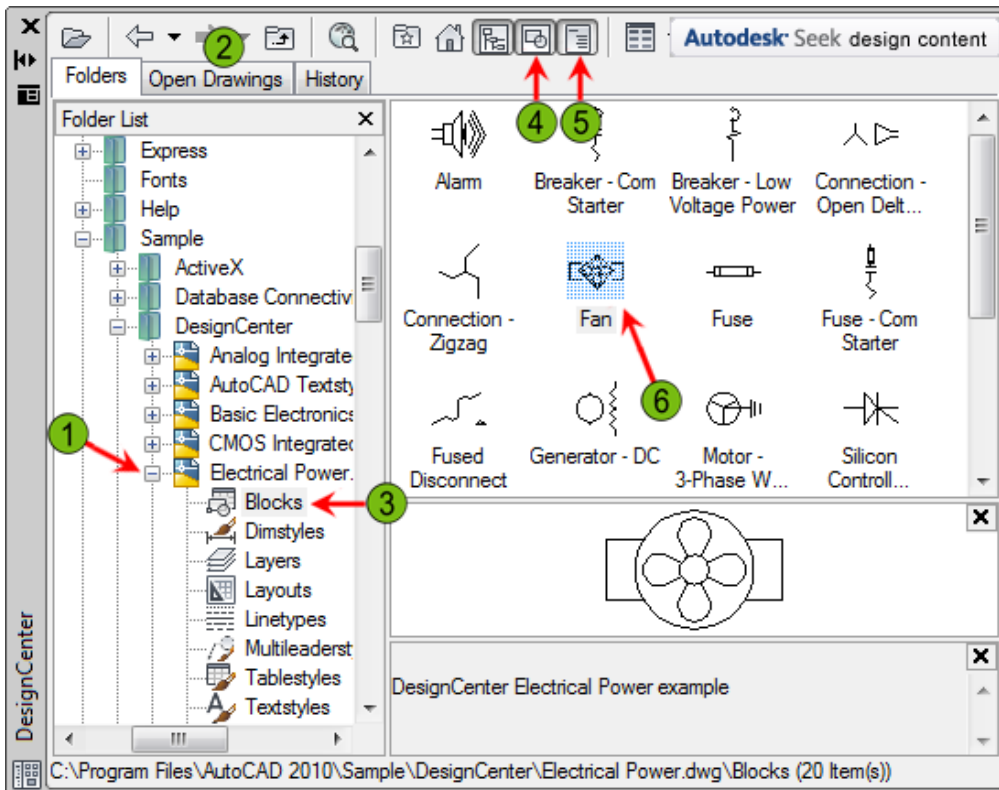 Autodesk® Seek design content
2
Folders
Open Drawings
History
4
5
Folder List
Express
Fonts
Help
Sample
ActiveX
Database Connectivi
DesignCenter
Analog Integrate
AutoCAD Textsty
Basic Electronics
CMOS Integrated
1
Electrical Power.
Blocks
3
Dimstyles
Layers
Layouts
Linetypes
Multileaderst
Tablestyles
Textstyles
Alarm
Breaker - Com
Starter
Breaker - Low
Voltage Power
Connection -
Open Delt...
Connection -
Zigzag
Fan
Fuse
Fuse - Com
Starter
6
Fused
Disconnect
Generator - DC
Motor -
3-Phase W...
Silicon
Controll...
DesignCenter Electrical Power example
DesignCenter
C:\Program Files\AutoCAD 2010\Sample\DesignCenter\Electrical Power.dwg\Blocks (20 Item(s))